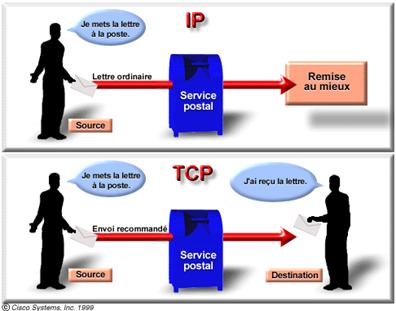 IP
Je mets la lettre
à la poste.
Lettre ordinaire
Service
postal
Remise
au mieux
Source
TCP
Je mets la lettre
à la poste.
J'ai reçu la lettre.
Envoi recommandé
Service
postal
Source
Destination
© Cisco Systems, Inc. 1999